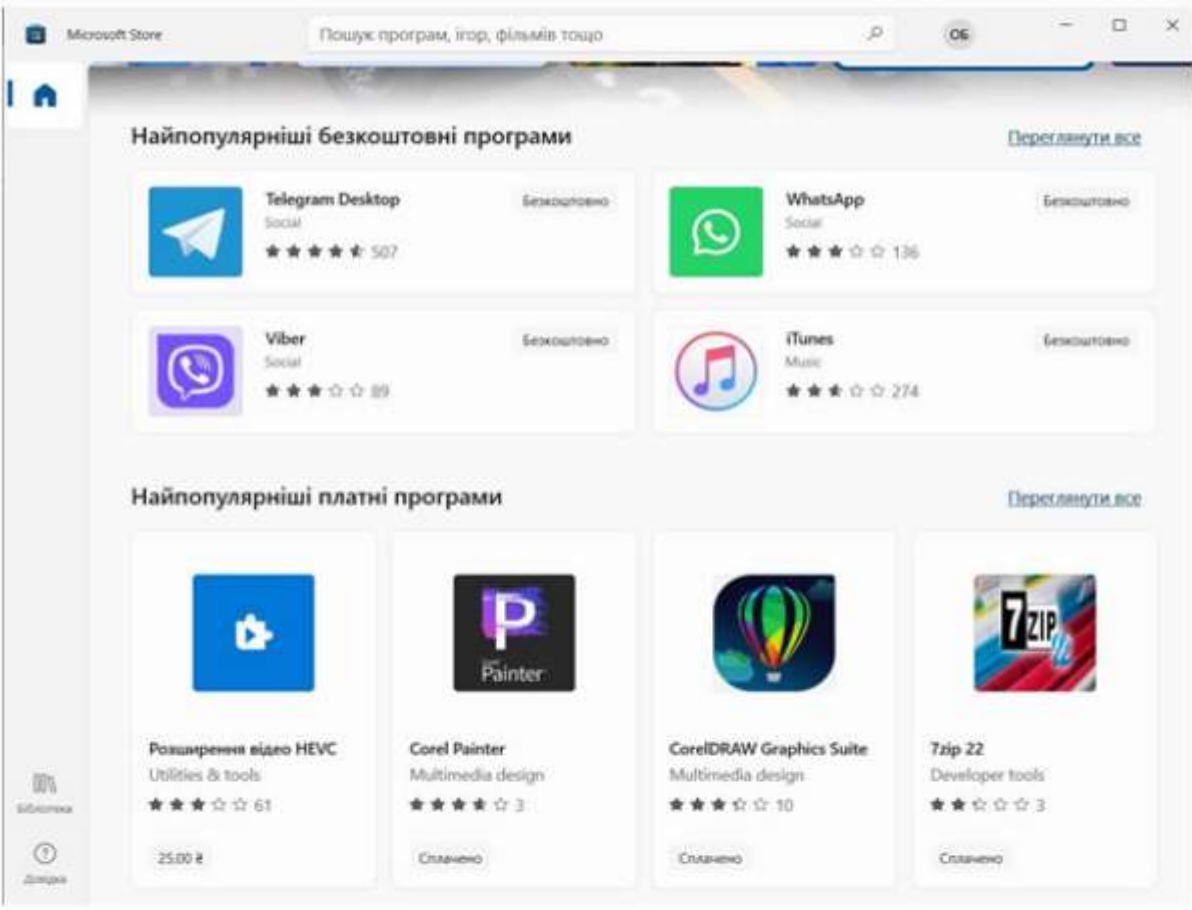 Microsoft Store
Пошук програм, ігор, фільмів тощо
ОБ
Найпопулярніші безкоштовні програми
Переглянути все
Telegram Desktop
Безкоштовно
Social
507
WhatsApp
Безкоштовно
Social
136
Viber
Безкоштовно
Social
89
iTunes
Безкоштовно
Music
274
Найпопулярніші платні програми
Переглянути все
P
Corel
Painter
7ZIP
22
Розширення відео HEVC
Utilities & tools
61
25.00 ₴
Corel Painter
Multimedia design
3
Сплачено
CorelDRAW Graphics Suite
Multimedia design
10
Сплачено
7zip 22
Developer tools
3
Сплачено
Бібліотека
Довідка